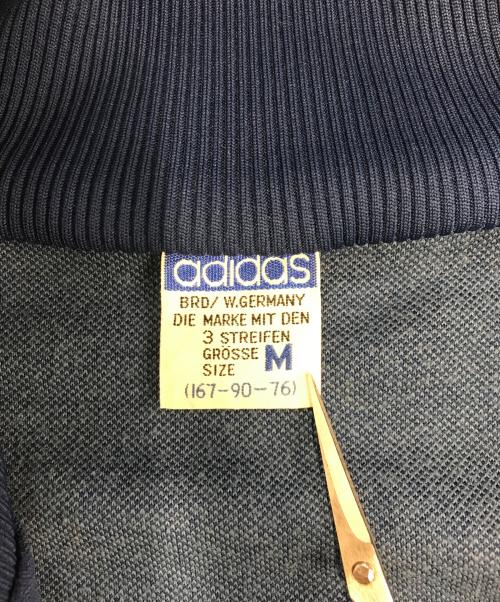 adidas
BRD/ W.GERMANY
DIE MARKE MIT DEN
3 STREIFEN
GRÖSSE M
SIZE
(167-90-76)